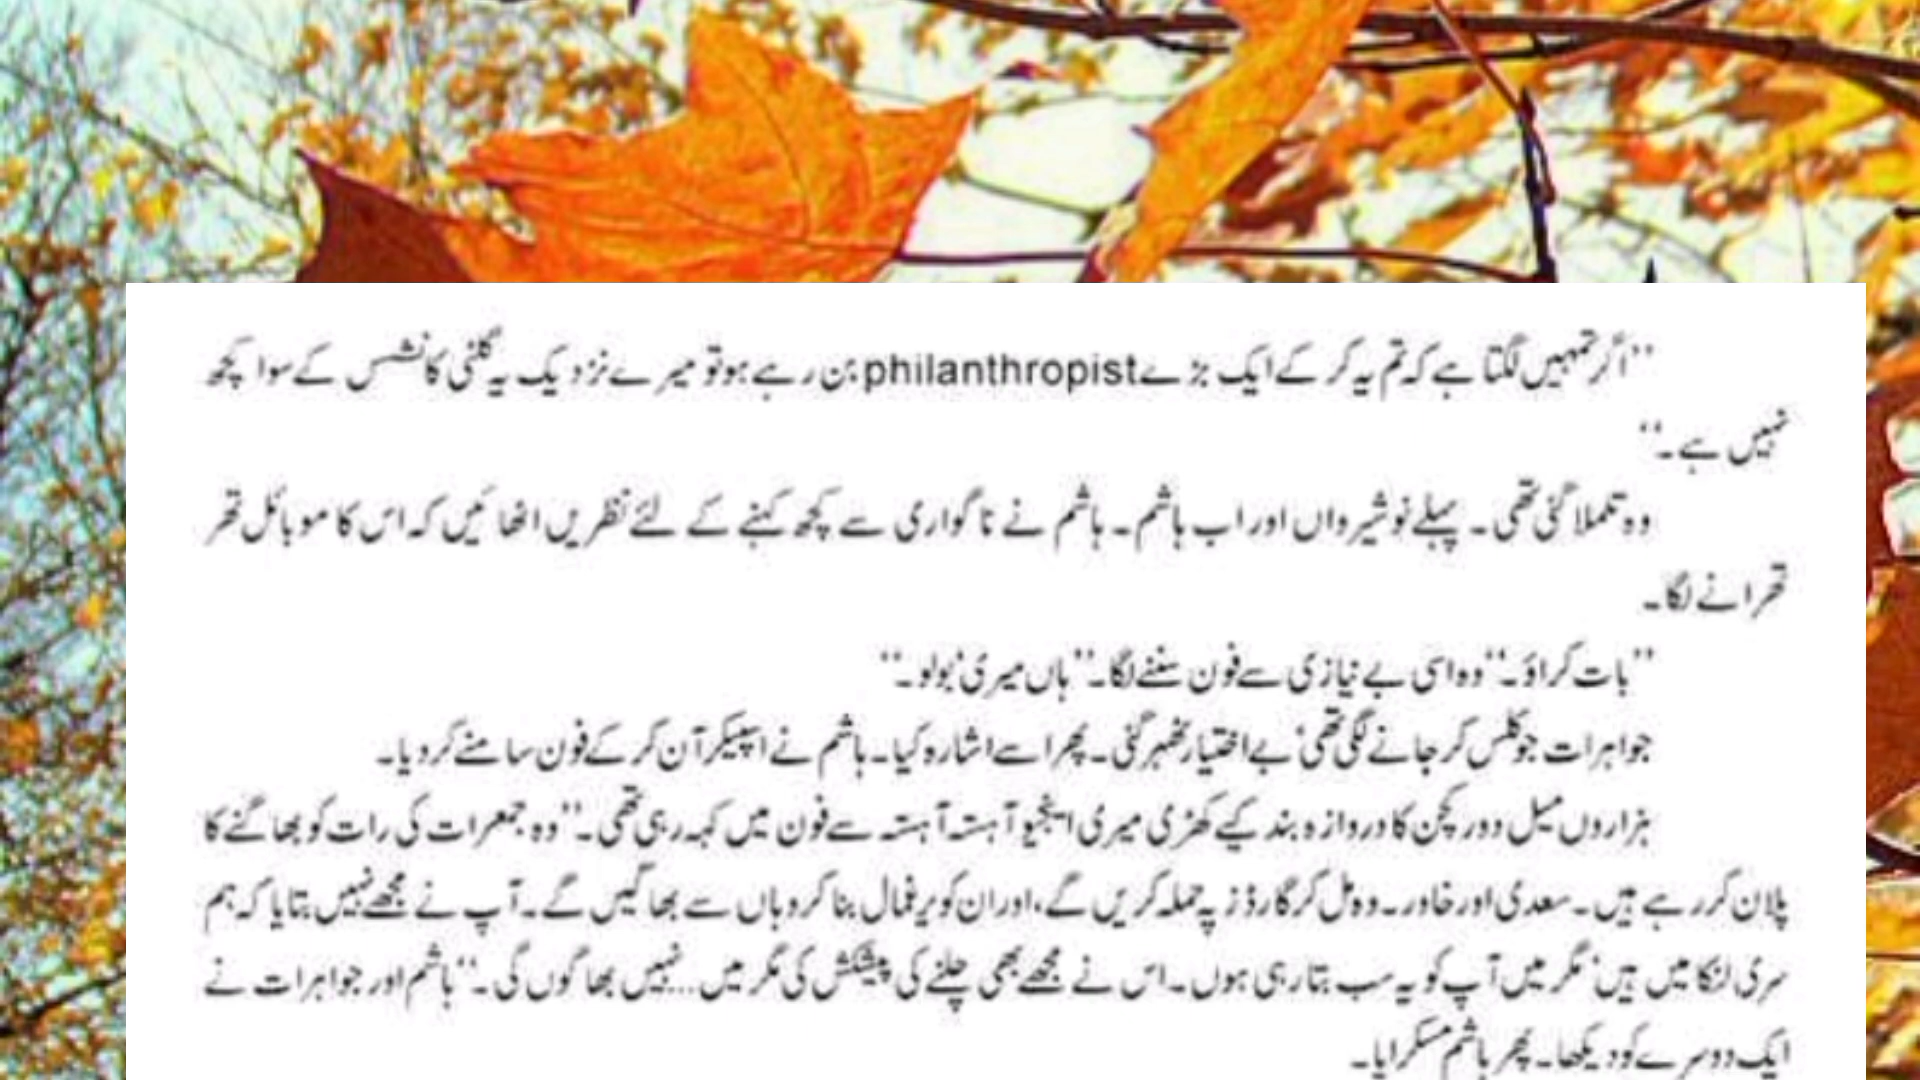 ’’اگر تمہیں لگتا ہے کہ تم یہ کر کے ایک بڑے philanthropist بن رہے ہو تو میرے نزدیک یہ گلٹی کانشس کے سوا کچھ
نہیں ہے۔‘‘
وہ تلملا گئی تھی۔ پہلے نوشیرواں اور اب ہاشم۔ ہاشم نے ناگواری سے کچھ کہنے کے لئے نظریں اٹھائیں کہ اس کا موبائل تھر
تھرانے لگا۔
’’بات کراؤ۔‘‘ وہ اسی بے نیازی سے فون سننے لگا۔ ’’ہاں میری‘ بولو۔‘‘
جواہرات جو کلس کر جانے لگی تھی‘ بے اختیار ٹھہر گئی۔ پھر اسے اشارہ کیا۔ ہاشم نے اسپیکر آن کر کے فون سامنے کر دیا۔
ہزاروں میل دور کچن کا دروازہ بند کیے کھڑی میری اینجیو آہستہ آہستہ سے فون میں کہہ رہی تھی۔ ’’وہ جمعرات کی رات کو بھاگنے کا
پلان کر رہے ہیں۔ سعدی اور خاور۔ وہ مل کر گارڈز پہ حملہ کریں گے، اور ان کو یرغمال بنا کر وہاں سے بھاگیں گے۔ آپ نے مجھے نہیں بتایا کہ ہم
سری لنکا میں ہیں‘ مگر میں آپ کو یہ سب بتا رہی ہوں۔ اس نے مجھے بھی چلنے کی پیشکش کی مگر میں... نہیں بھاگوں گی۔‘‘ ہاشم اور جواہرات نے
ایک دوسرے کو دیکھا۔ پھر ہاشم مسکرایا۔